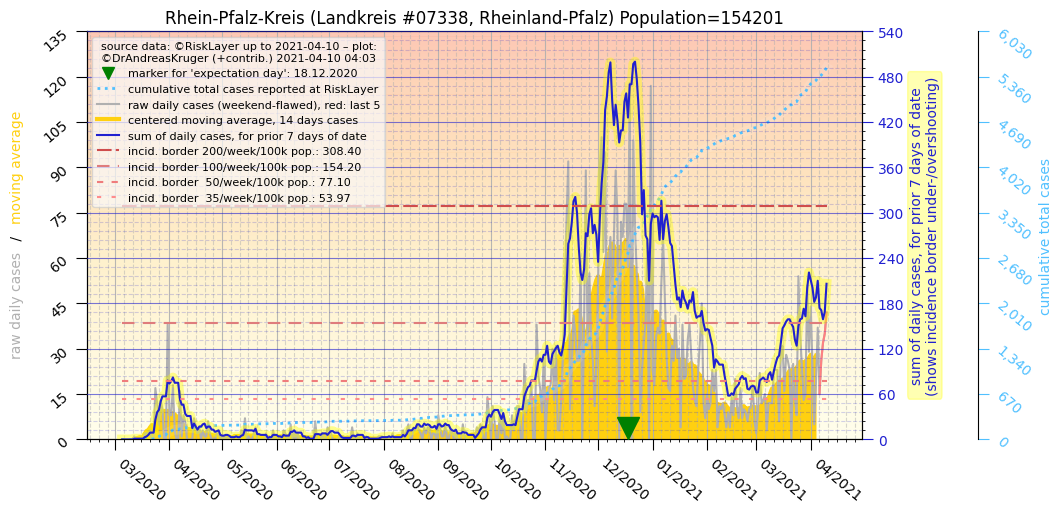 Rhein-Pfalz-Kreis (Landkreis #07338, Rheinland-Pfalz) Population=154201
source data: ©RiskLayer up to 2021-04-10 – plot:
©DrAndreasKruger (+contrib.) 2021-04-10 04:03
marker for 'expectation day': 18.12.2020
cumulative total cases reported at RiskLayer
raw daily cases (weekend-flawed), red: last 5
centered moving average, 14 days cases
sum of daily cases, for prior 7 days of date
incid. border 200/week/100k pop.: 308.40
incid. border 100/week/100k pop.: 154.20
incid. border  50/week/100k pop.: 77.10
incid. border  35/week/100k pop.: 53.97
raw daily cases / moving average
135
120
105
90
75
60
45
30
15
0
03/2020
04/2020
05/2020
06/2020
07/2020
08/2020
09/2020
10/2020
11/2020
12/2020
01/2021
02/2021
03/2021
04/2021
540
480
420
360
300
240
180
120
60
0
sum of daily cases, for prior 7 days of date
(shows incidence border under-/overshooting)
6,030
5,360
4,690
4,020
3,350
2,680
2,010
1,340
670
0
cumulative total cases